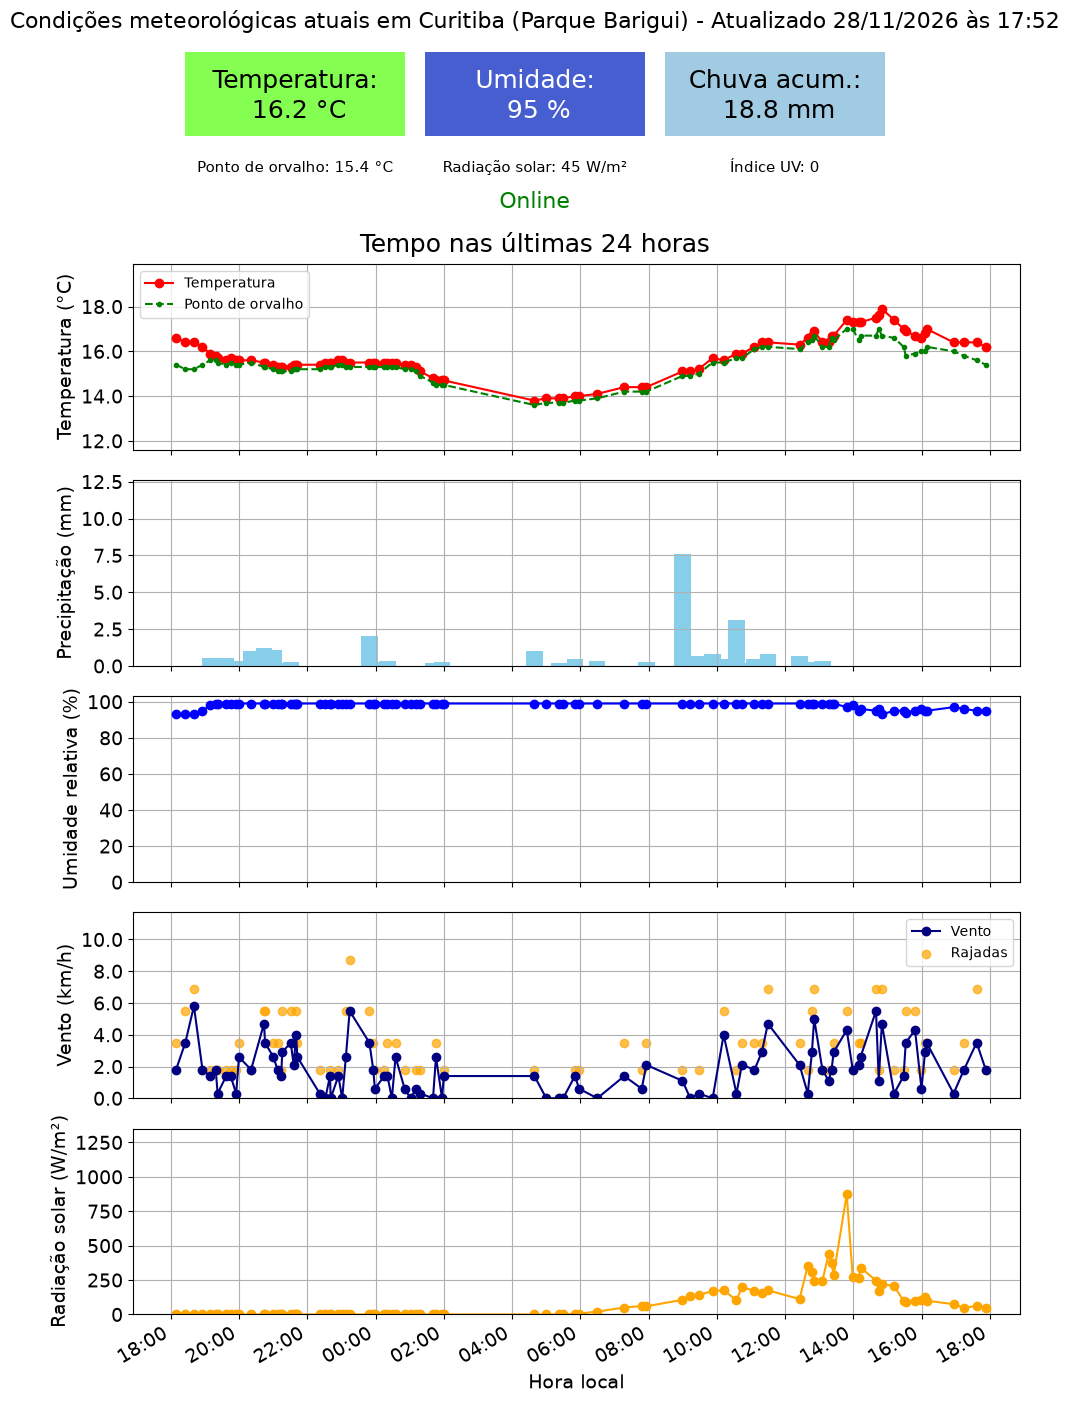 Condições meteorológicas atuais em Curitiba (Parque Barigui) - Atualizado 28/11/2026 às 17:52
Temperatura:
16.2 °C
Umidade:
95 %
Chuva acum.:
18.8 mm
Ponto de orvalho: 15.4 °C
Radiação solar: 45 W/m²
Índice UV: 0
Online
Tempo nas últimas 24 horas
Temperatura (°C)
18.0
16.0
14.0
12.0
Temperatura
Ponto de orvalho
Precipitação (mm)
12.5
10.0
7.5
5.0
2.5
0.0
Umidade relativa (%)
100
80
60
40
20
0
Vento (km/h)
10.0
8.0
6.0
4.0
2.0
0.0
Vento
Rajadas
Radiação solar (W/m²)
1250
1000
750
500
250
0
18:00
20:00
22:00
00:00
02:00
04:00
06:00
08:00
10:00
12:00
14:00
16:00
18:00
Hora local